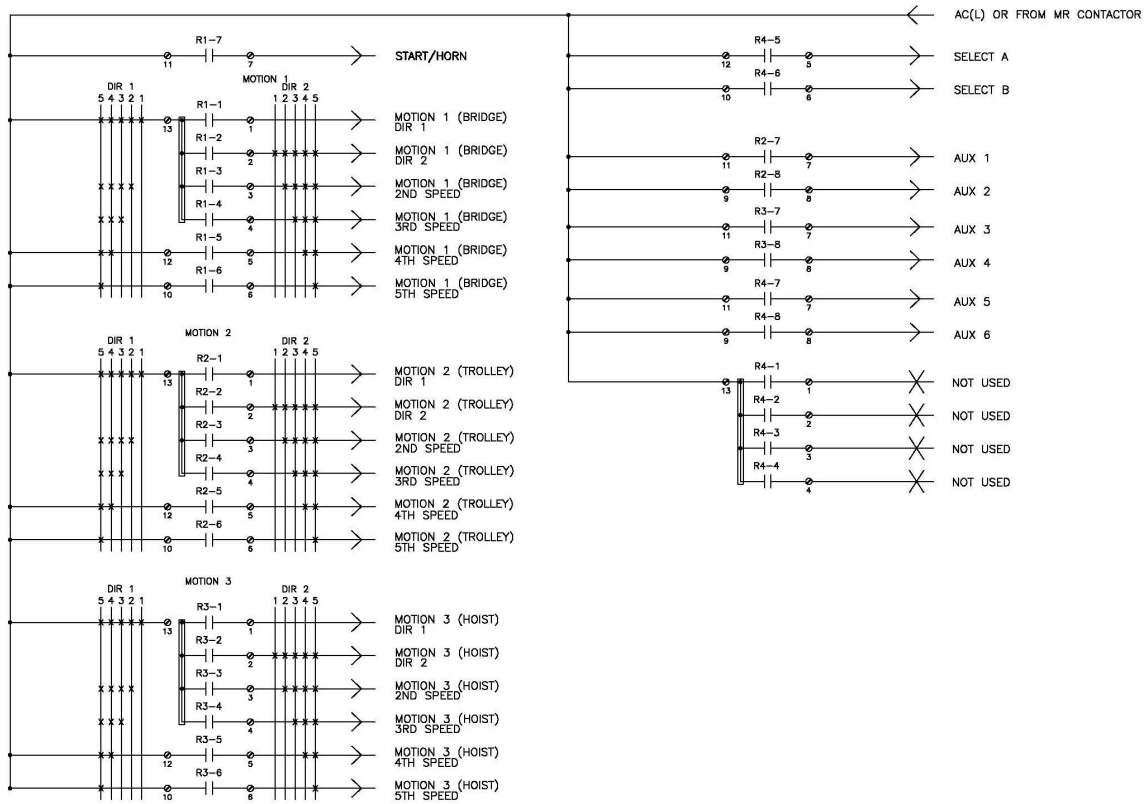 AC(L) OR FROM MR CONTACTOR
R1-7
11 7
START/HORN
MOTION 1
DIR 1 DIR 2
5 4 3 2 1 1 2 3 4 5
R1-1
13 1
MOTION 1 (BRIDGE)
DIR 1
R1-2
2
MOTION 1 (BRIDGE)
DIR 2
R1-3
3
MOTION 1 (BRIDGE)
2ND SPEED
R1-4
4
MOTION 1 (BRIDGE)
3RD SPEED
R1-5
12 5
MOTION 1 (BRIDGE)
4TH SPEED
R1-6
10 6
MOTION 1 (BRIDGE)
5TH SPEED
MOTION 2
DIR 1 DIR 2
5 4 3 2 1 1 2 3 4 5
R2-1
13 1
MOTION 2 (TROLLEY)
DIR 1
R2-2
2
MOTION 2 (TROLLEY)
DIR 2
R2-3
3
MOTION 2 (TROLLEY)
2ND SPEED
R2-4
4
MOTION 2 (TROLLEY)
3RD SPEED
R2-5
12 5
MOTION 2 (TROLLEY)
4TH SPEED
R2-6
10 6
MOTION 2 (TROLLEY)
5TH SPEED
MOTION 3
DIR 1 DIR 2
5 4 3 2 1 1 2 3 4 5
R3-1
13 1
MOTION 3 (HOIST)
DIR 1
R3-2
2
MOTION 3 (HOIST)
DIR 2
R3-3
3
MOTION 3 (HOIST)
2ND SPEED
R3-4
4
MOTION 3 (HOIST)
3RD SPEED
R3-5
12 5
MOTION 3 (HOIST)
4TH SPEED
R3-6
10 6
MOTION 3 (HOIST)
5TH SPEED
R4-5
12 5
SELECT A
R4-6
10 6
SELECT B
R2-7
11 7
AUX 1
R2-8
9 8
AUX 2
R3-7
11 7
AUX 3
R3-8
9 8
AUX 4
R4-7
11 7
AUX 5
R4-8
9 8
AUX 6
R4-1
13 1
NOT USED
R4-2
2
NOT USED
R4-3
3
NOT USED
R4-4
4
NOT USED